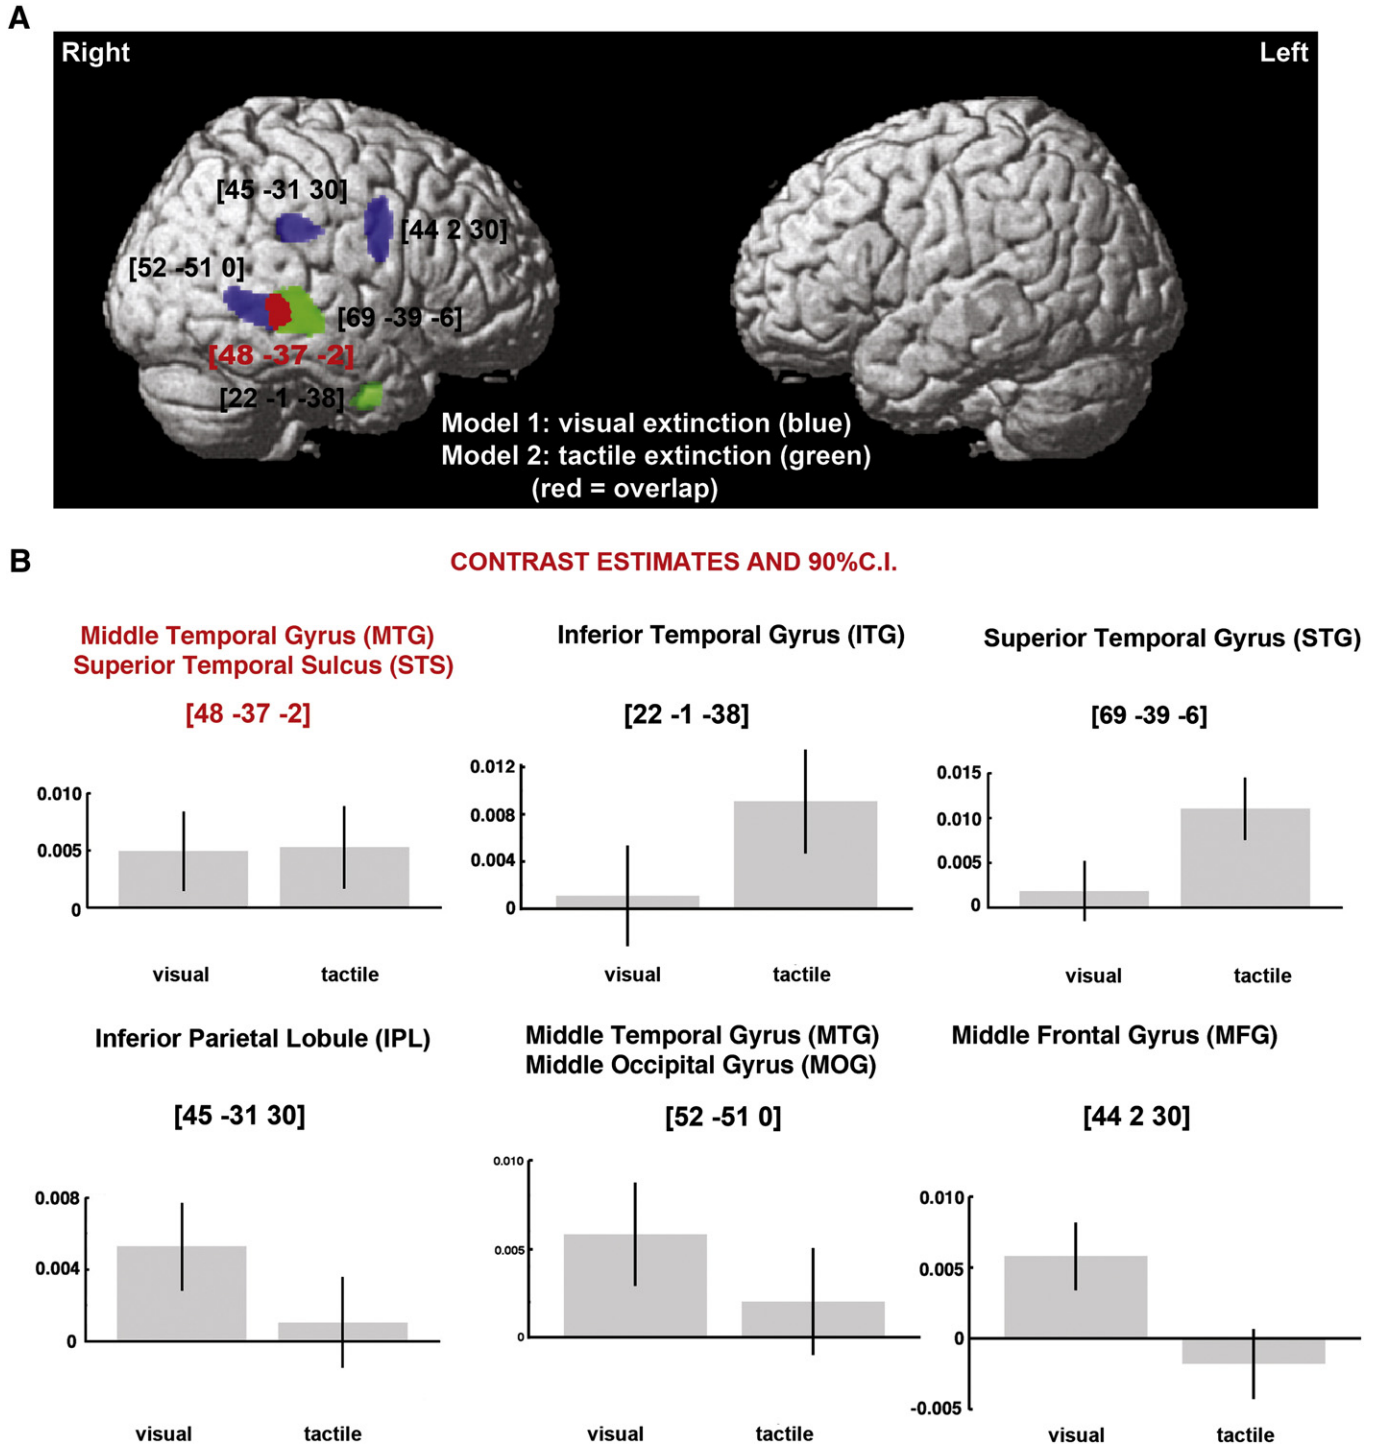 A
Right
Left
[45 -31 30]
[44 2 30]
[52 -51 0]
[69 -39 -6]
[48 -37 -2]
[22 -1 -38]
Model 1: visual extinction (blue)
Model 2: tactile extinction (green)
(red = overlap)
B
CONTRAST ESTIMATES AND 90%C.I.
Middle Temporal Gyrus (MTG)
Superior Temporal Sulcus (STS)
[48 -37 -2]
0.010
0.005
0
visual
tactile
Inferior Temporal Gyrus (ITG)
[22 -1 -38]
0.012
0.008
0.004
0
visual
tactile
Superior Temporal Gyrus (STG)
[69 -39 -6]
0.015
0.010
0.005
0
visual
tactile
Inferior Parietal Lobule (IPL)
[45 -31 30]
0.008
0.004
0
visual
tactile
Middle Temporal Gyrus (MTG)
Middle Occipital Gyrus (MOG)
[52 -51 0]
0.010
0.005
0
visual
tactile
Middle Frontal Gyrus (MFG)
[44 2 30]
0.010
0.005
0
-0.005
visual
tactile